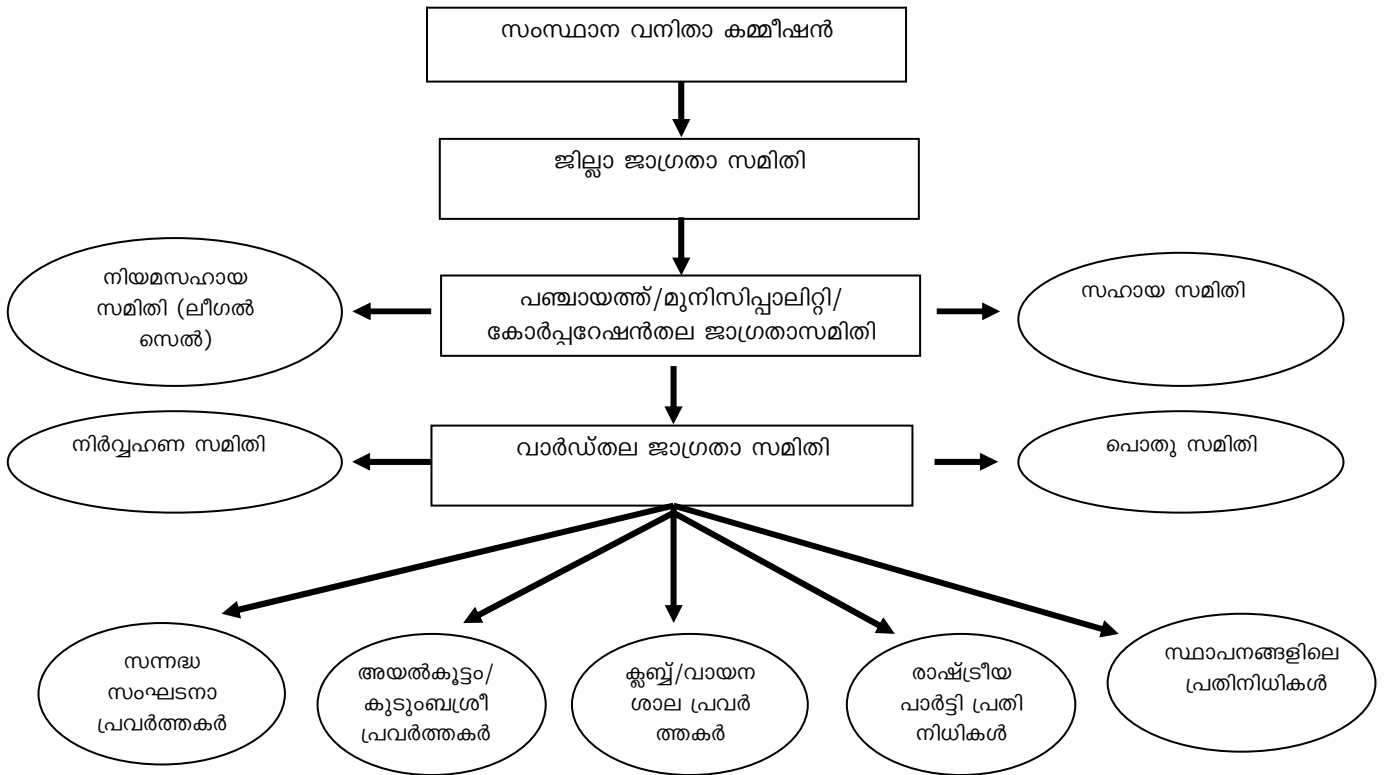 സംസ്ഥാന വനിതാ കമ്മീഷൻ
ജില്ലാ ജാഗ്രതാ സമിതി
നിയമസഹായ
സമിതി (ലീഗൽ
സെൽ)
പഞ്ചായത്ത്/മുനിസിപ്പാലിറ്റി/
കോർപ്പറേഷൻതല ജാഗ്രതാസമിതി
സഹായ സമിതി
നിർവ്വഹണ സമിതി
വാർഡ്തല ജാഗ്രതാ സമിതി
പൊതു സമിതി
സന്നദ്ധ
സംഘടനാ
പ്രവർത്തകർ
അയൽകൂട്ടം/
കുടുംബശ്രീ
പ്രവർത്തകർ
ക്ലബ്ബ്/വായന
ശാല പ്രവർ
ത്തകർ
രാഷ്ട്രീയ
പാർട്ടി പ്രതി
നിധികൾ
സ്ഥാപനങ്ങളിലെ
പ്രതിനിധികൾ